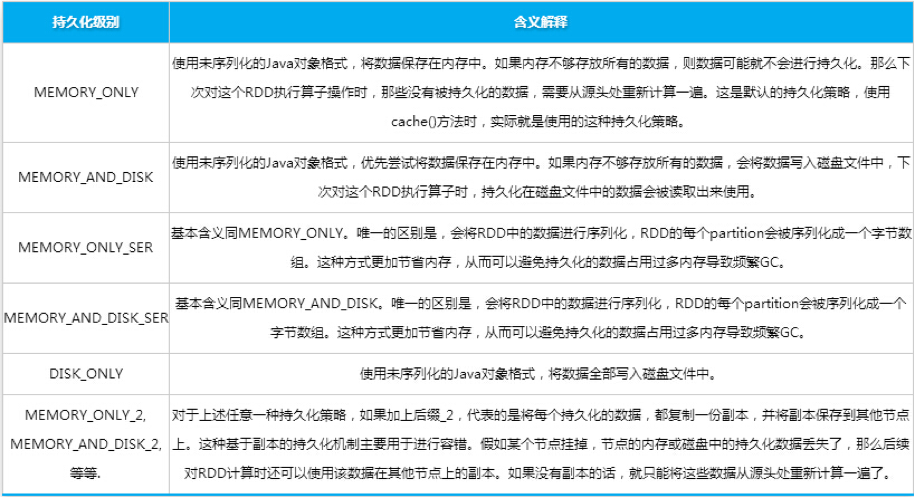 持久化级别 含义解释
MEMORY_ONLY
使用未序列化的Java对象格式，将数据保存在内存中。如果内存不够存放所有的数据，则数据可能就不会进行持久化。那么下
次对这个RDD执行算子操作时，那些没有被持久化的数据，需要从源头处重新计算一遍。这是默认的持久化策略，使用
cache()方法时，实际就是使用的这种持久化策略。
MEMORY_AND_DISK
使用未序列化的Java对象格式，优先尝试将数据保存在内存中。如果内存不够存放所有的数据，会将数据写入磁盘文件中，下
次对这个RDD执行算子时，持久化在磁盘文件中的数据会被读取出来使用。
MEMORY_ONLY_SER
基本含义同MEMORY_ONLY。唯一的区别是，会将RDD中的数据进行序列化，RDD的每个partition会被序列化成一个字节数
组。这种方式更加节省内存，从而可以避免持久化的数据占用过多内存导致频繁GC。
MEMORY_AND_DISK_SER
基本含义同MEMORY_AND_DISK。唯一的区别是，会将RDD中的数据进行序列化，RDD的每个partition会被序列化成一个
字节数组。这种方式更加节省内存，从而可以避免持久化的数据占用过多内存导致频繁GC。
DISK_ONLY
使用未序列化的Java对象格式，将数据全部写入磁盘文件中。
MEMORY_ONLY_2,
MEMORY_AND_DISK_2,
等等.
对于上述任意一种持久化策略，如果加上后缀_2，代表的是将每个持久化的数据，都复制一份副本，并将副本保存到其他节点
上。这种基于副本的持久化机制主要用于进行容错。假如某个节点挂掉，节点的内存或磁盘中的持久化数据丢失了，那么后续
对RDD计算时还可以使用该数据在其他节点上的副本。如果没有副本的话，就只能将这些数据从源头处重新计算一遍了。